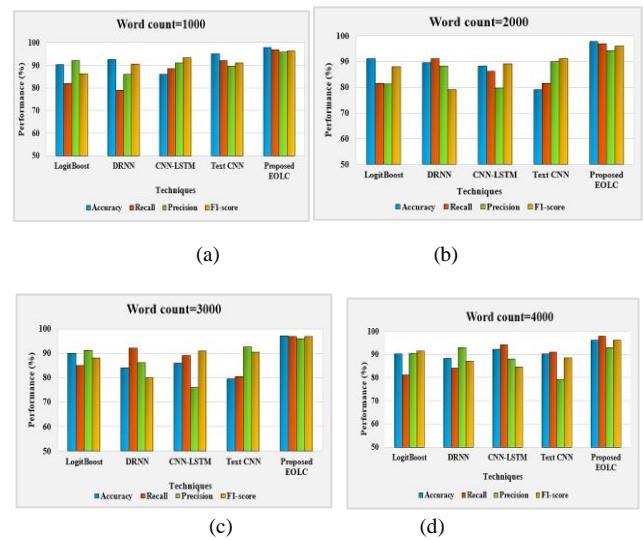 Word count=1000
Performance (%)
100
90
80
70
60
50
LogitBoost DRNN CNN-LSTM Text CNN Proposed EOLC
Techniques
Accuracy Recall Precision F1-score
(a)
Word count=2000
Performance (%)
100
90
80
70
60
50
LogitBoost DRNN CNN-LSTM Text CNN Proposed EOLC
Techniques
Accuracy Recall Precision F1-score
(b)
Word count=3000
Performance (%)
100
90
80
70
60
50
LogitBoost DRNN CNN-LSTM Text CNN Proposed EOLC
Techniques
Accuracy Recall Precision F1-score
(c)
Word count=4000
Performance (%)
100
90
80
70
60
50
LogitBoost DRNN CNN-LSTM Text CNN Proposed EOLC
Techniques
Accuracy Recall Precision F1-score
(d)